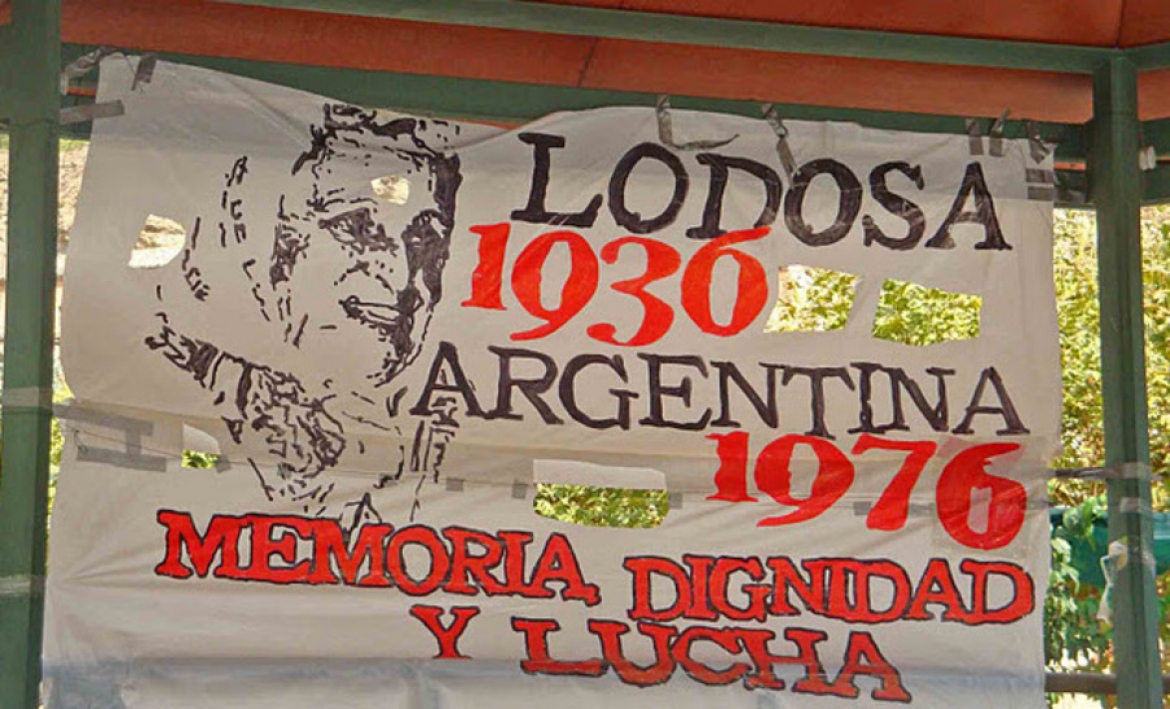 LODOSA
1936
ARGENTINA
1976
MEMORIA, DIGNIDAD
Y LUCHA